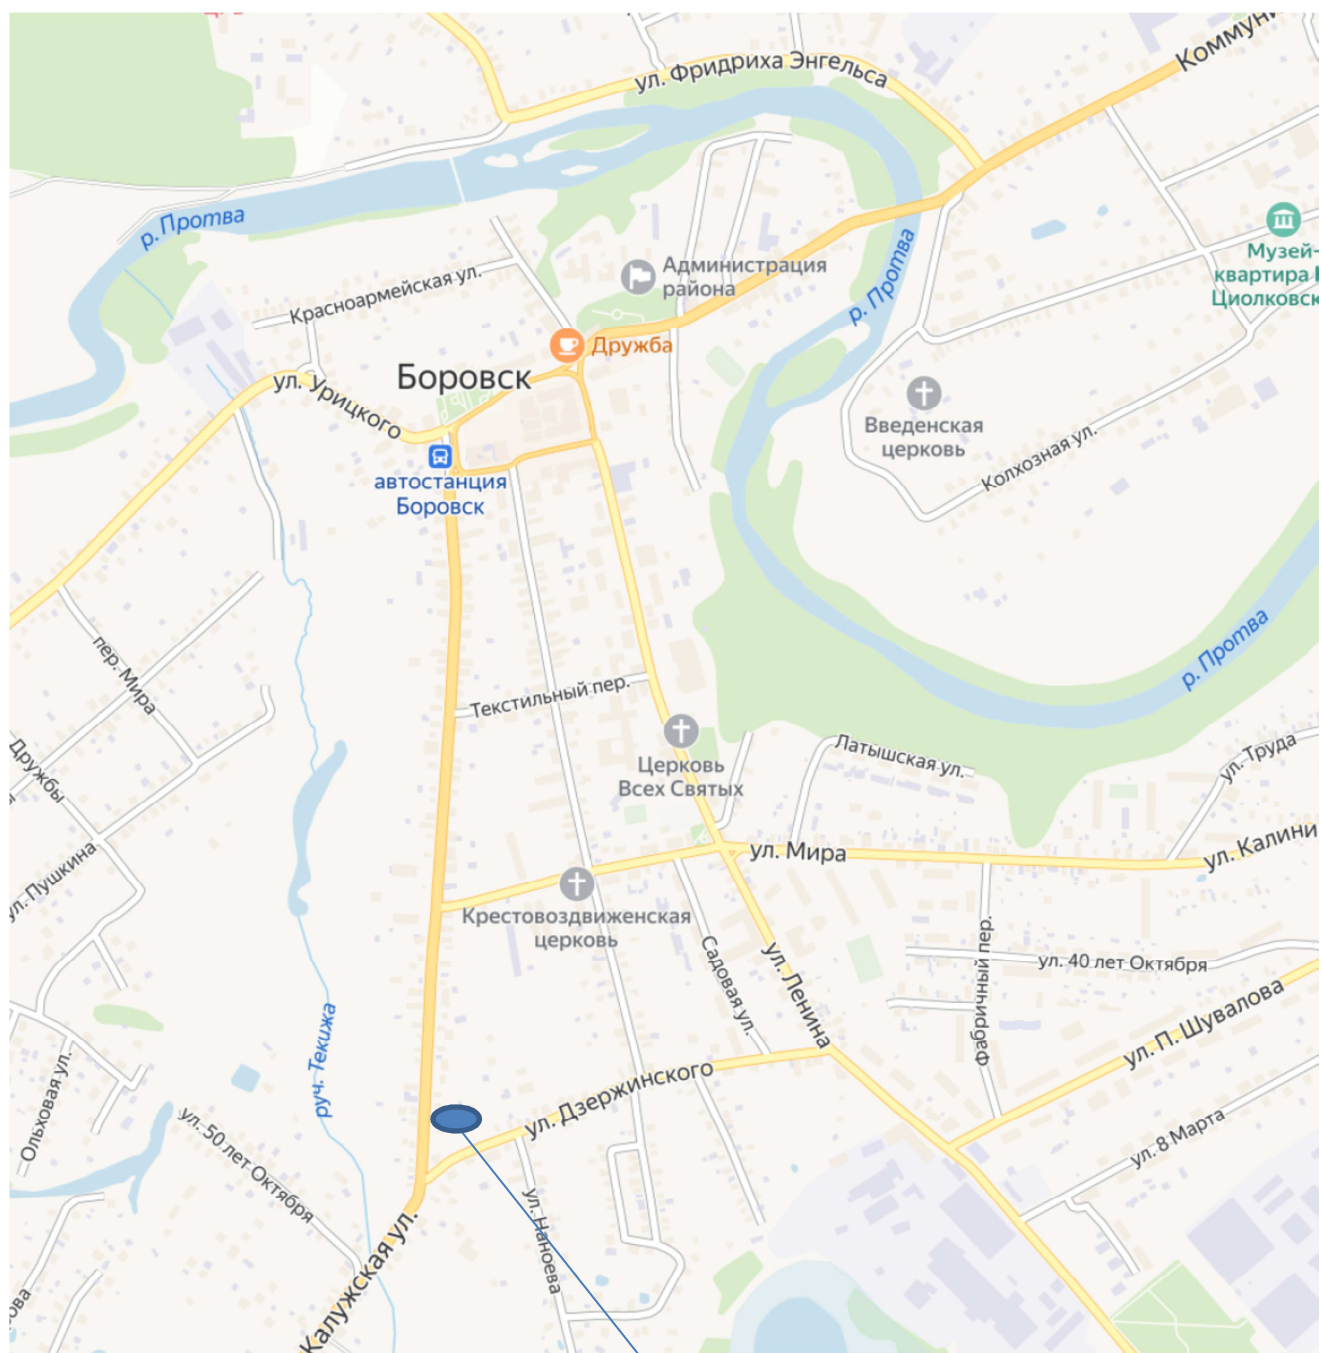 ул. Фридриха Энгельса
р. Протва
Администрация
района
р. Протва
Музей-
квартира
Красноармейская ул.
Дружба
Боровск
ул. Урицкого
Введенская
церковь
Колхозная ул.
автостанция
Боровск
р. Протва
пер. Мира
Текстильный пер.
Дружбы
Церковь
Всех Святых
Латышская ул.
ул. Труда
ул. Мира
ул. Пушкина
Крестовоздвиженская
церковь
Садовая ул.
ул. Ленина
Фабричный пер.
ул. 40 лет Октября
ул. П. Шувалова
руч. Текижа
Ольховая ул.
ул. Дзержинского
ул. 50 лет Октября
ул. 8 Марта
ул. Наноева
Калужская ул.